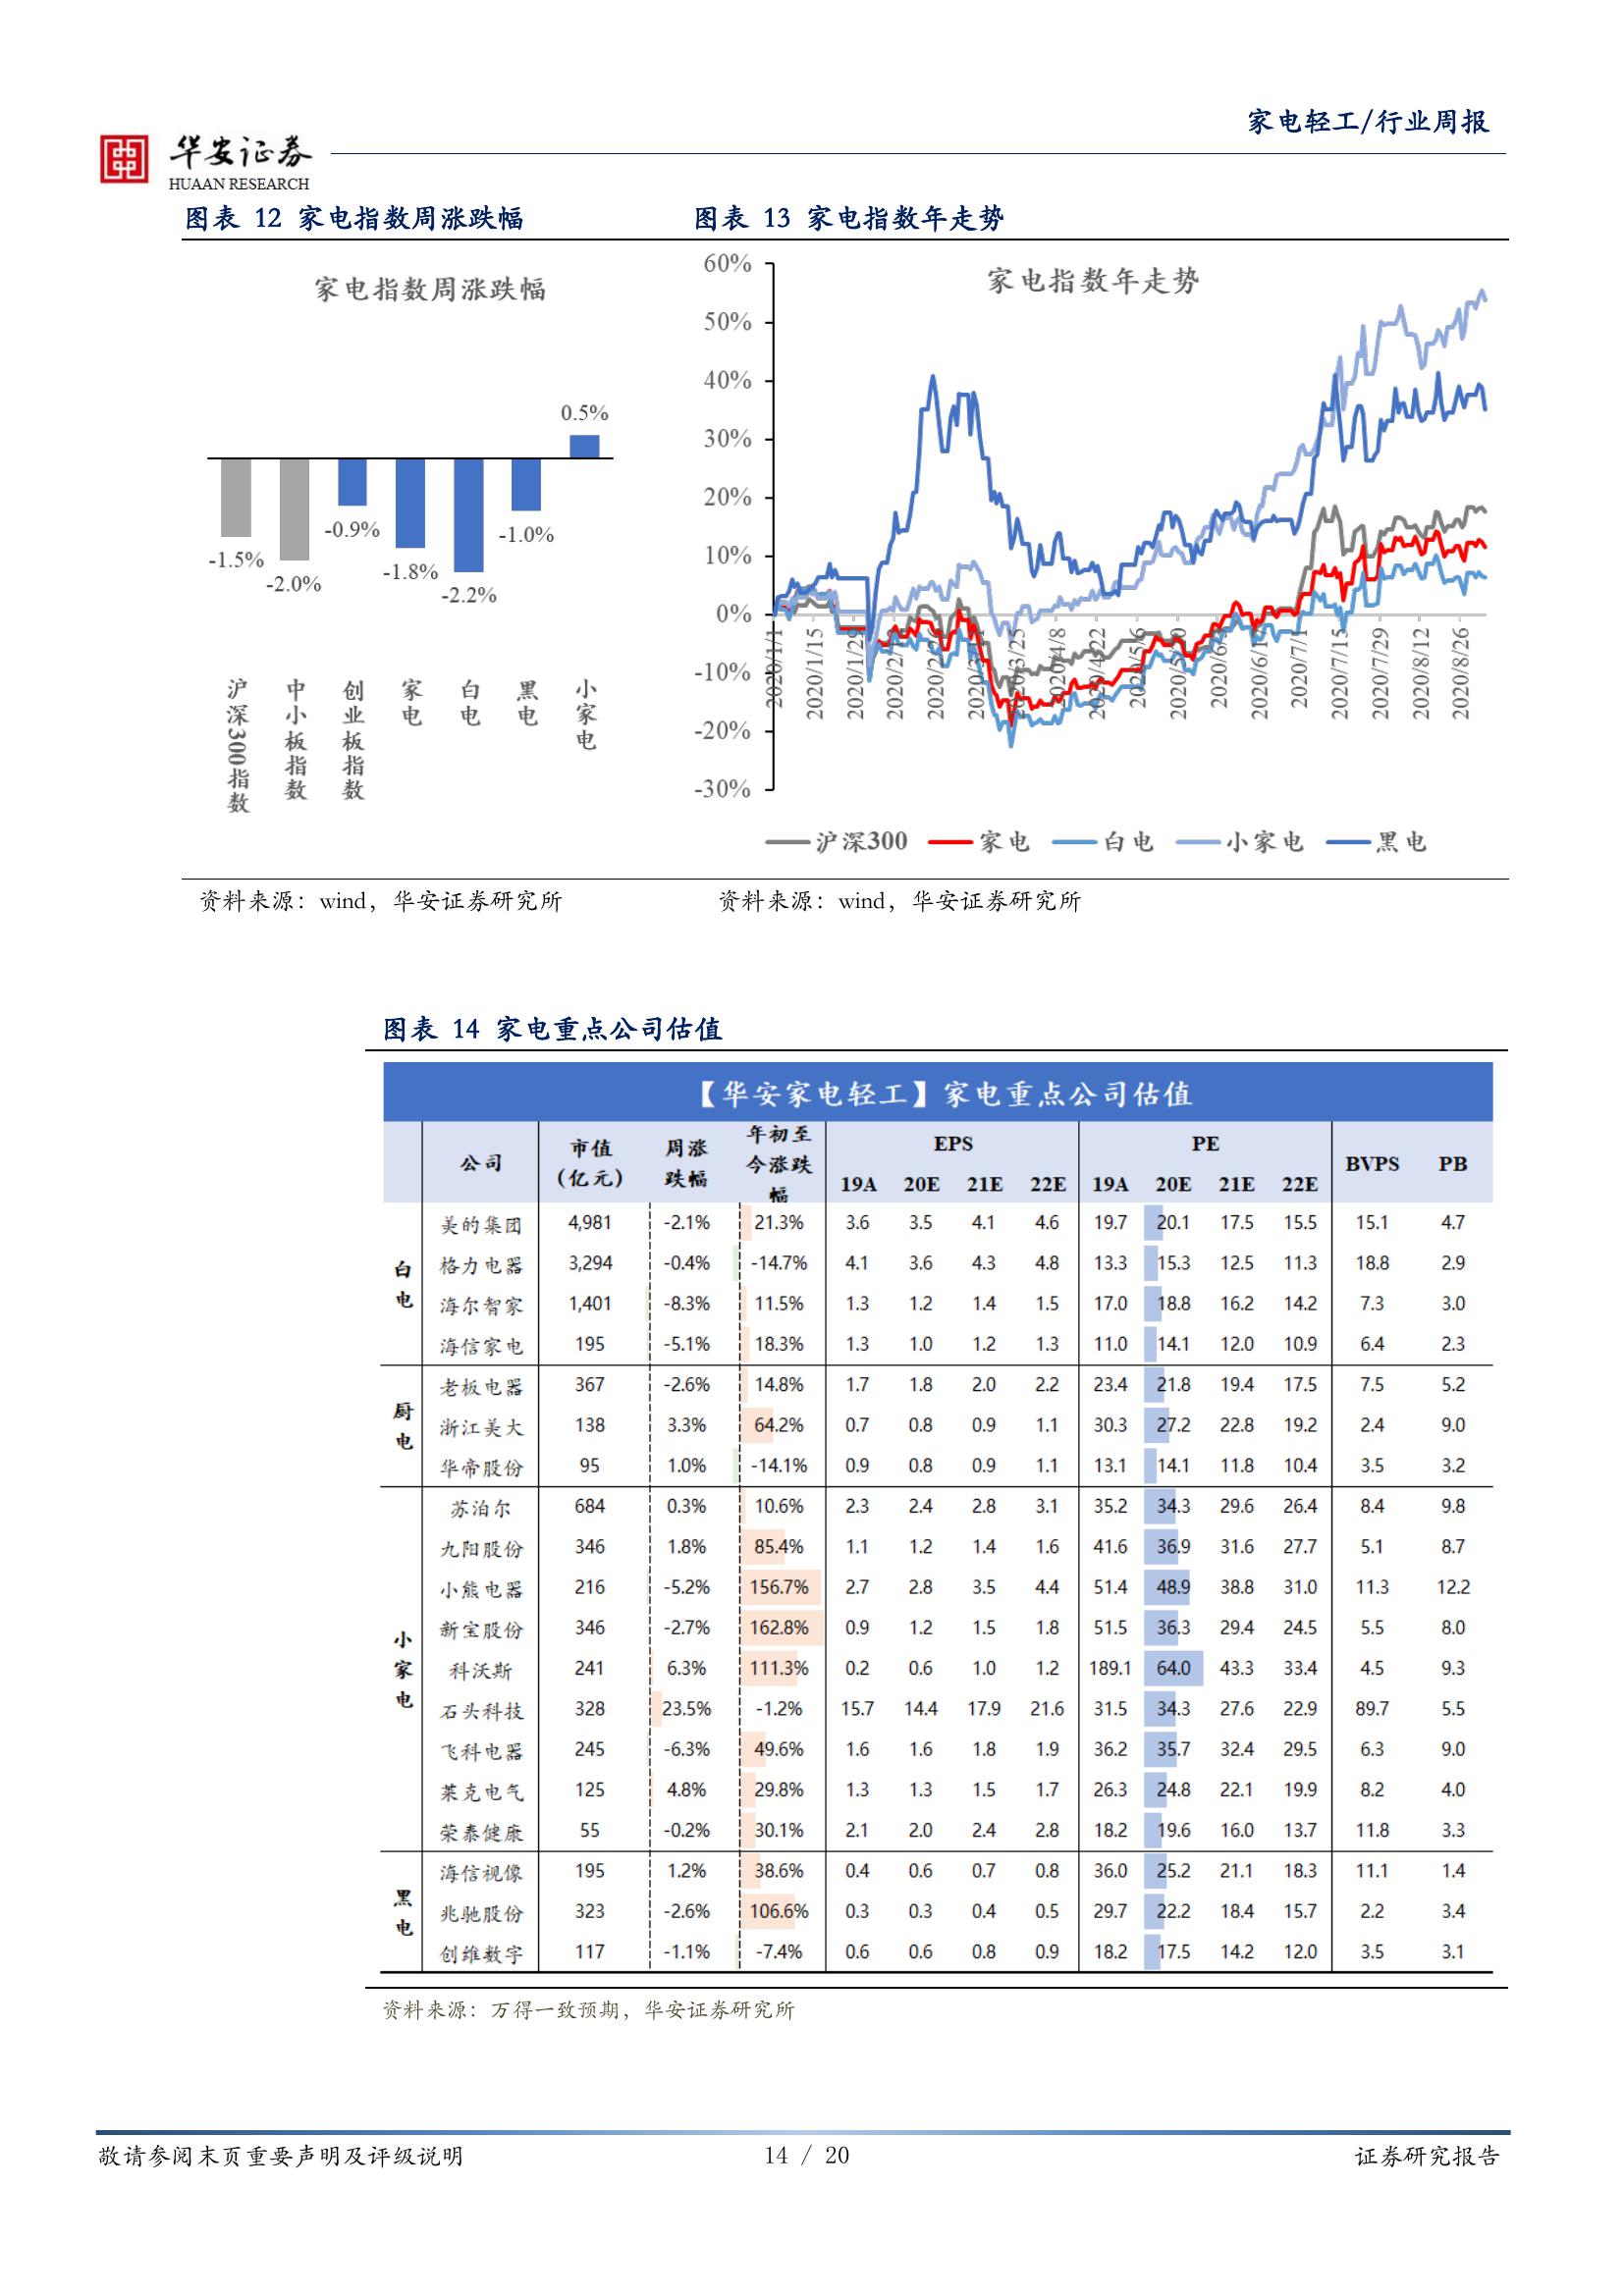 家电轻工/行业周报
华安证券
HUAAN RESEARCH
图表 12 家电指数周涨跌幅
家电指数周涨跌幅
0.5%
-0.9%
-1.0%
-1.5%
-1.8%
-2.0%
-2.2%
沪深300指数
中小板指数
创业板指数
家电
白电
黑电
小家电
图表 13 家电指数年走势
家电指数年走势
60%
50%
40%
30%
20%
10%
0%
-10%
-20%
-30%
2020/1/1
2020/1/15
2020/1/29
2020/3/25
2020/4/8
2020/4/22
2020/5/6
2020/7/1
2020/7/15
2020/7/29
2020/8/12
2020/8/26
沪深300 家电 白电 小家电 黑电
资料来源：wind，华安证券研究所
资料来源：wind，华安证券研究所
图表 14 家电重点公司估值
【华安家电轻工】家电重点公司估值
公司 市值(亿元) 周涨跌幅 年初至今涨跌幅 EPS PE BVPS PB
19A 20E 21E 22E 19A 20E 21E 22E
白电
美的集团 4,981 -2.1% 21.3% 3.6 3.5 4.1 4.6 19.7 20.1 17.5 15.5 15.1 4.7
格力电器 3,294 -0.4% -14.7% 4.1 3.6 4.3 4.8 13.3 15.3 12.5 11.3 18.8 2.9
海尔智家 1,401 -8.3% 11.5% 1.3 1.2 1.4 1.5 17.0 18.8 16.2 14.2 7.3 3.0
海信家电 195 -5.1% 18.3% 1.3 1.0 1.2 1.3 11.0 14.1 12.0 10.9 6.4 2.3
厨电
老板电器 367 -2.6% 14.8% 1.7 1.8 2.0 2.2 23.4 21.8 19.4 17.5 7.5 5.2
浙江美大 138 3.3% 64.2% 0.7 0.8 0.9 1.1 30.3 27.2 22.8 19.2 2.4 9.0
华帝股份 95 1.0% -14.1% 0.9 0.8 0.9 1.1 13.1 14.1 11.8 10.4 3.5 3.2
小家电
苏泊尔 684 0.3% 10.6% 2.3 2.4 2.8 3.1 35.2 34.3 29.6 26.4 8.4 9.8
九阳股份 346 1.8% 85.4% 1.1 1.2 1.4 1.6 41.6 36.9 31.6 27.7 5.1 8.7
小熊电器 216 -5.2% 156.7% 2.7 2.8 3.5 4.4 51.4 48.9 38.8 31.0 11.3 12.2
新宝股份 346 -2.7% 162.8% 0.9 1.2 1.5 1.8 51.5 36.3 29.4 24.5 5.5 8.0
科沃斯 241 6.3% 111.3% 0.2 0.6 1.0 1.2 189.1 64.0 43.3 33.4 4.5 9.3
石头科技 328 23.5% -1.2% 15.7 14.4 17.9 21.6 31.5 34.3 27.6 22.9 89.7 5.5
飞科电器 245 -6.3% 49.6% 1.6 1.6 1.8 1.9 36.2 35.7 32.4 29.5 6.3 9.0
莱克电气 125 4.8% 29.8% 1.3 1.3 1.5 1.7 26.3 24.8 22.1 19.9 8.2 4.0
荣泰健康 55 -0.2% 30.1% 2.1 2.0 2.4 2.8 18.2 19.6 16.0 13.7 11.8 3.3
黑电
海信视像 195 1.2% 38.6% 0.4 0.6 0.7 0.8 36.0 25.2 21.1 18.3 11.1 1.4
兆驰股份 323 -2.6% 106.6% 0.3 0.3 0.4 0.5 29.7 22.2 18.4 15.7 2.2 3.4
创维数字 117 -1.1% -7.4% 0.6 0.6 0.8 0.9 18.2 17.5 14.2 12.0 3.5 3.1
资料来源：万得一致预期，华安证券研究所
敬请参阅末页重要声明及评级说明
14 / 20
证券研究报告